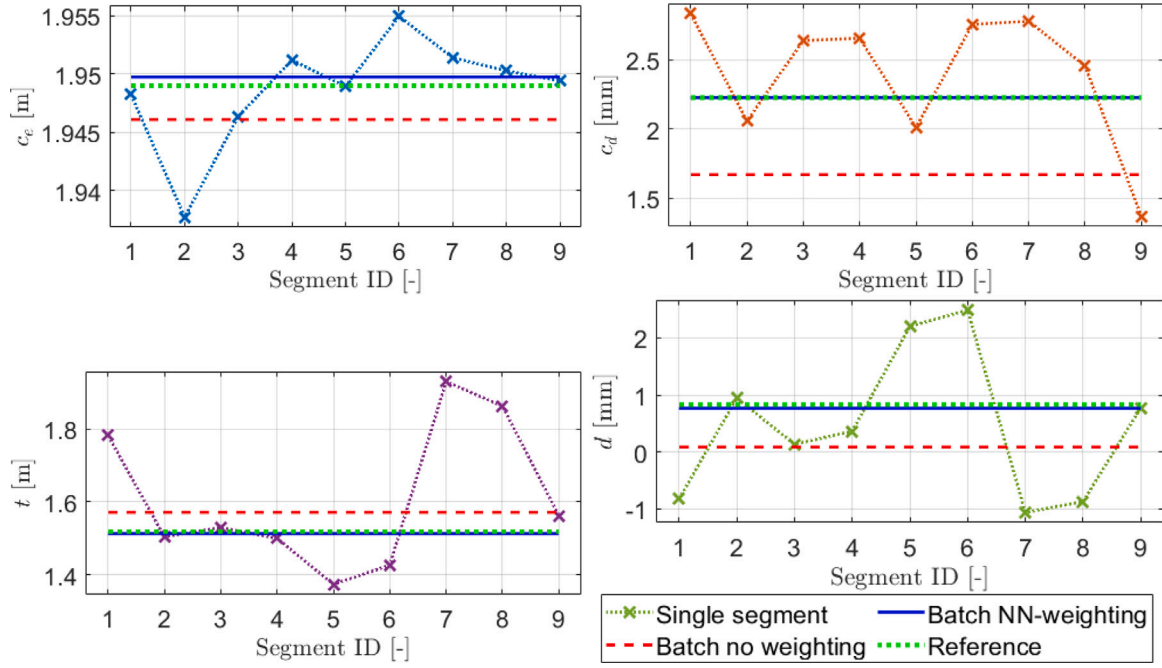 1.955
1.95
1.945
1.94
c_e [m]
1 2 3 4 5 6 7 8 9
Segment ID [-]
2.5
2
1.5
c_d [mm]
1 2 3 4 5 6 7 8 9
Segment ID [-]
1.8
1.6
1.4
t [m]
1 2 3 4 5 6 7 8 9
Segment ID [-]
2
1
0
-1
d [mm]
1 2 3 4 5 6 7 8 9
Segment ID [-]
Single segment
Batch NN-weighting
Batch no weighting
Reference